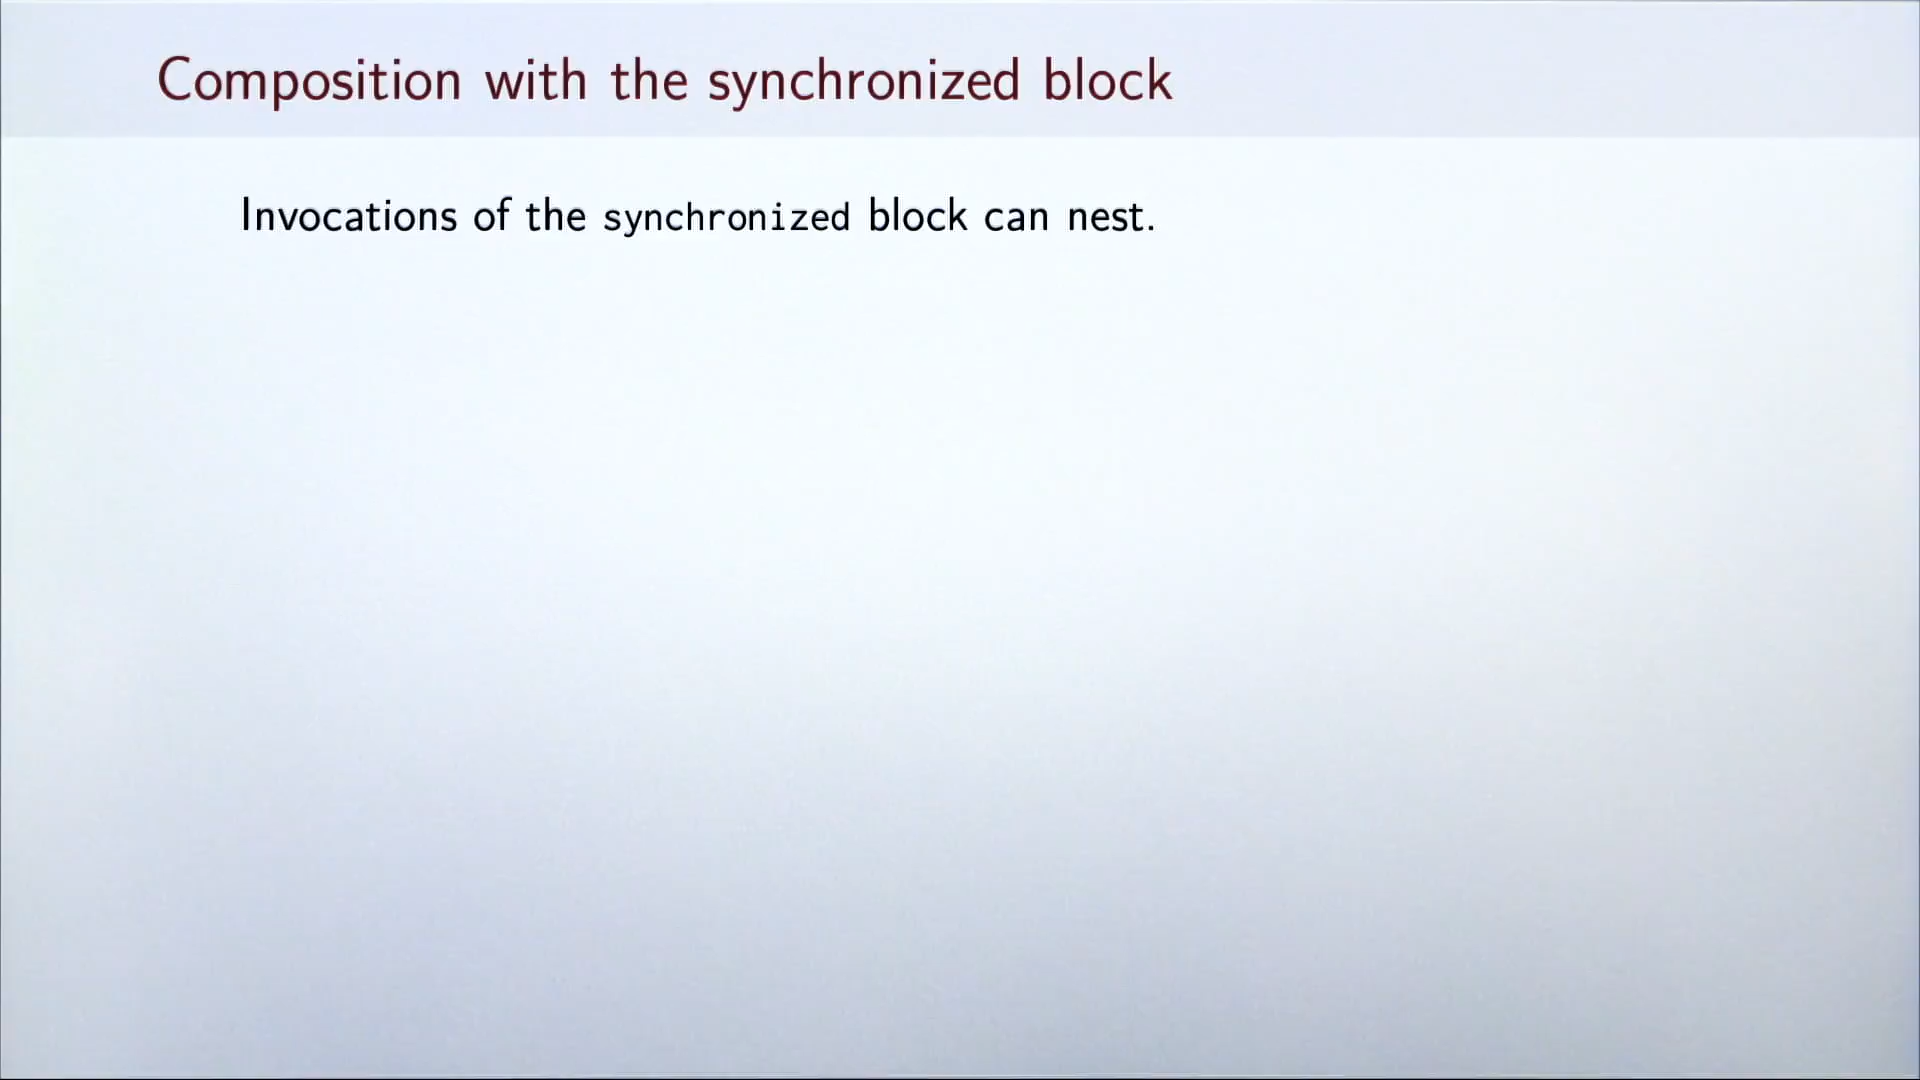 Composition with the synchronized block
Invocations of the synchronized block can nest.